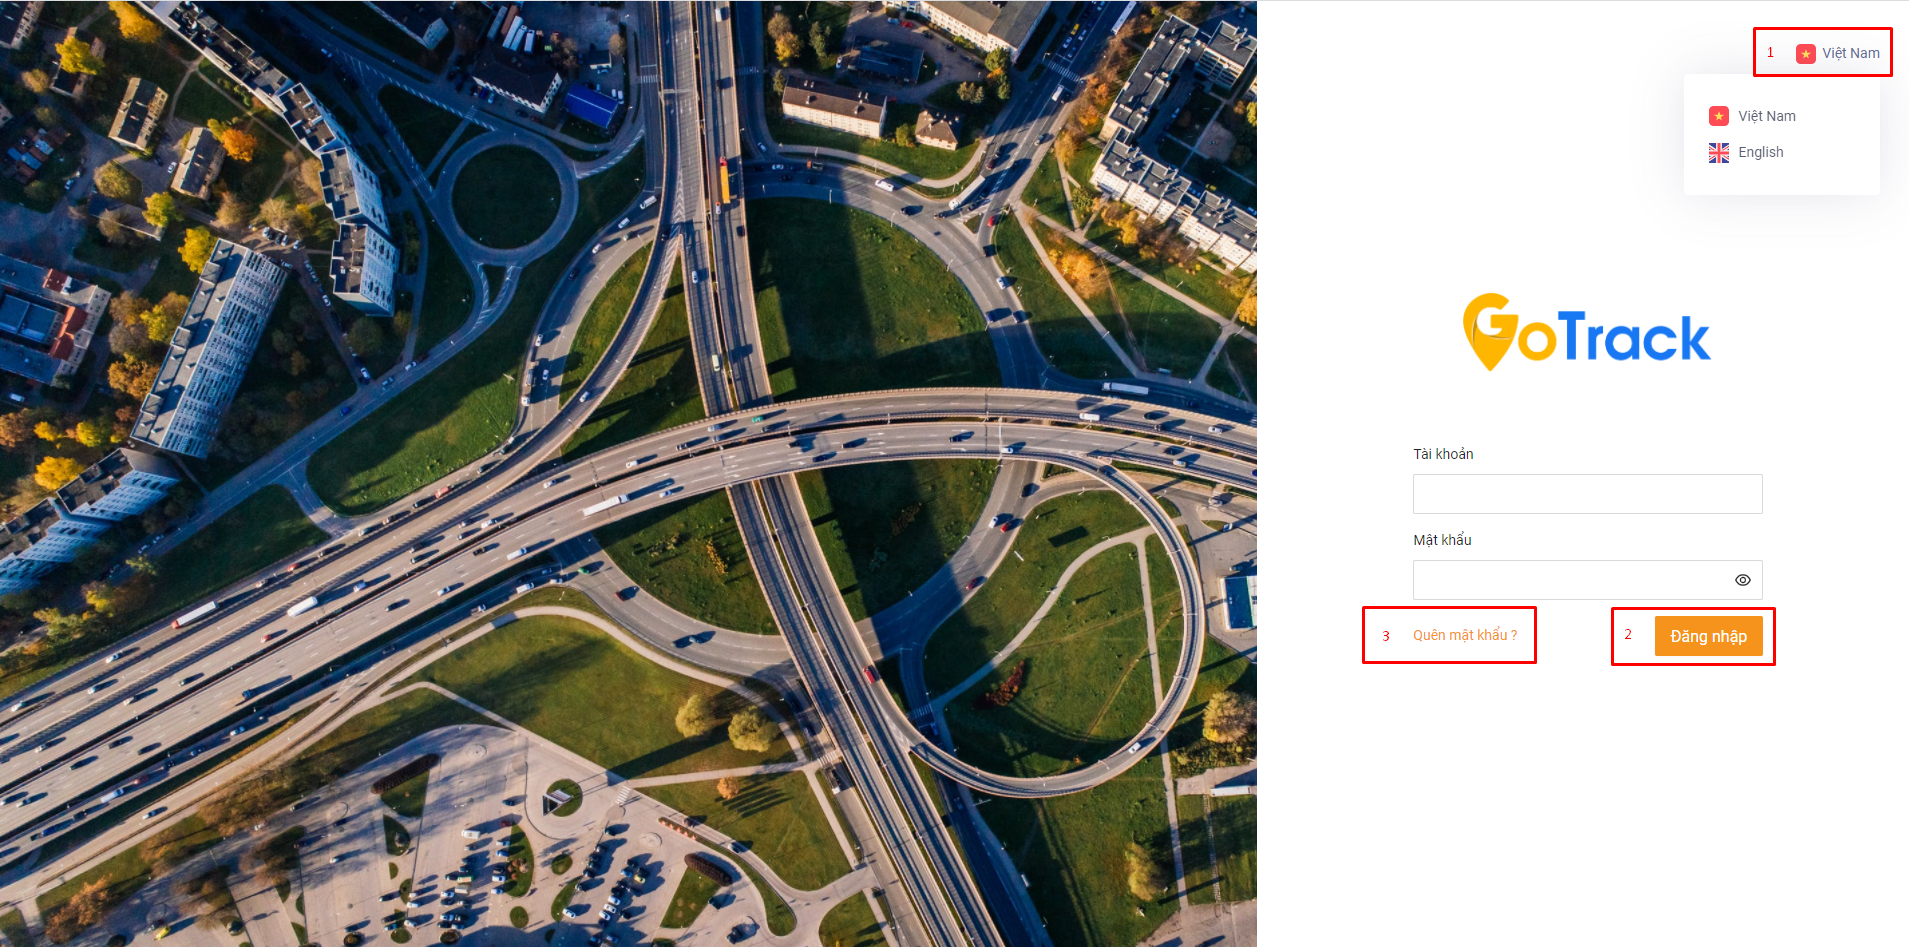 1 Việt Nam
Việt Nam
English
GoTrack
Tài khoản
Mật khẩu
3 Quên mật khẩu ?
2 Đăng nhập